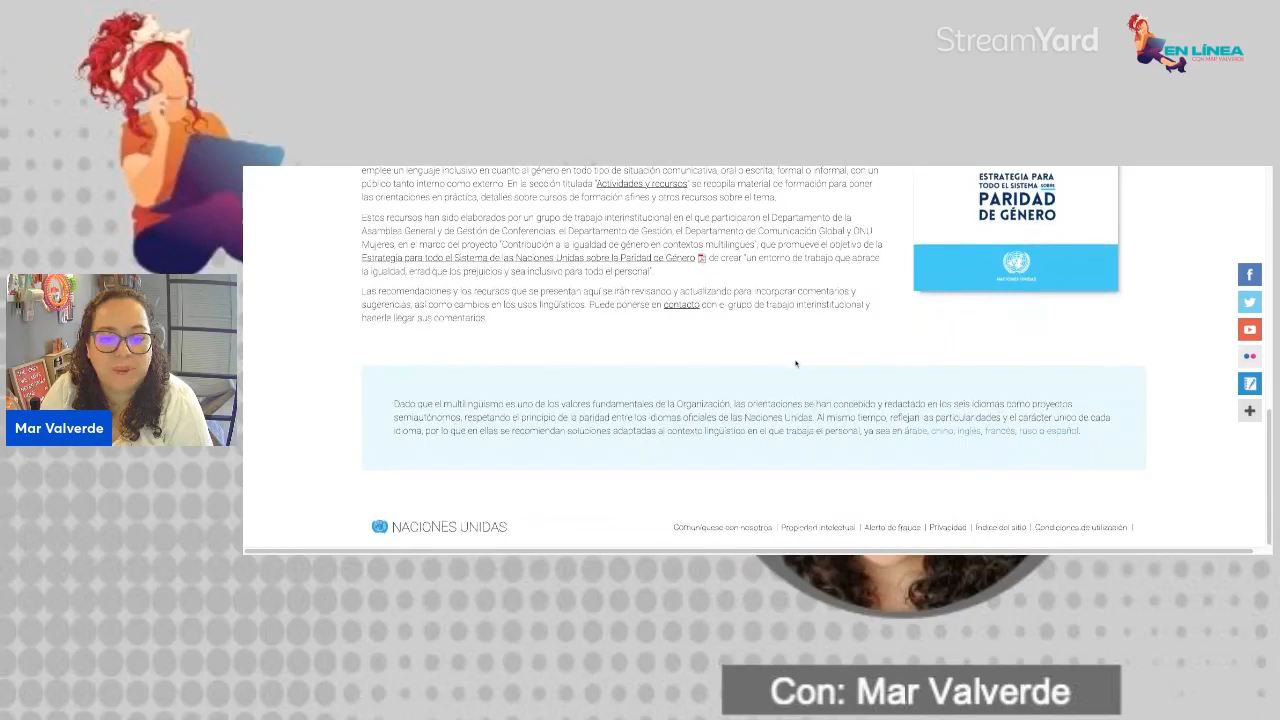 StreamYard
EN LÍNEA
CON MAR VALVERDE
emplee un lenguaje inclusivo en cuanto al género en todo tipo de situación comunicativa, oral o escrita, formal o informal, con un
público tanto interno como externo. En la sección titulada "Actividades y recursos" se recopila material de formación para poner
las orientaciones en práctica, detalles sobre cursos de formación afines y otros recursos sobre el tema.
Estos recursos han sido elaborados por un grupo de trabajo interinstitucional en el que participaron el Departamento de la
Asamblea General y de Gestión de Conferencias, el Departamento de Gestión, el Departamento de Comunicación Global y ONU
Mujeres, en el marco del proyecto "Contribución a la igualdad de género en contextos multilingües", que promueve el objetivo de la
Estrategia para todo el Sistema de las Naciones Unidas sobre la Paridad de Género de crear "un entorno de trabajo que abrace
la igualdad, erradique los prejuicios y sea inclusivo para todo el personal".
Las recomendaciones y los recursos que se presentan aquí se irán revisando y actualizando para incorporar comentarios y
sugerencias, así como cambios en los usos lingüísticos. Puede ponerse en contacto con el grupo de trabajo interinstitucional y
hacerle llegar sus comentarios.
ESTRATEGIA PARA
TODO EL SISTEMA SOBRE
PARIDAD
DE GÉNERO
NACIONES UNIDAS
Dado que el multilingüismo es uno de los valores fundamentales de la Organización, las orientaciones se han concebido y redactado en los seis idiomas como proyectos
semiautónomos, respetando el principio de la paridad entre los idiomas oficiales de las Naciones Unidas. Al mismo tiempo, reflejan las particularidades y el carácter único de cada
idioma, por lo que en ellas se recomiendan soluciones adaptadas al contexto lingüístico en el que trabaja el personal, ya sea en árabe, chino, inglés, francés, ruso o español.
NACIONES UNIDAS
Comuníquese con nosotros | Propiedad intelectual | Alerta de fraude | Privacidad | Índice del sitio | Condiciones de utilización |
Mar Valverde
Con: Mar Valverde